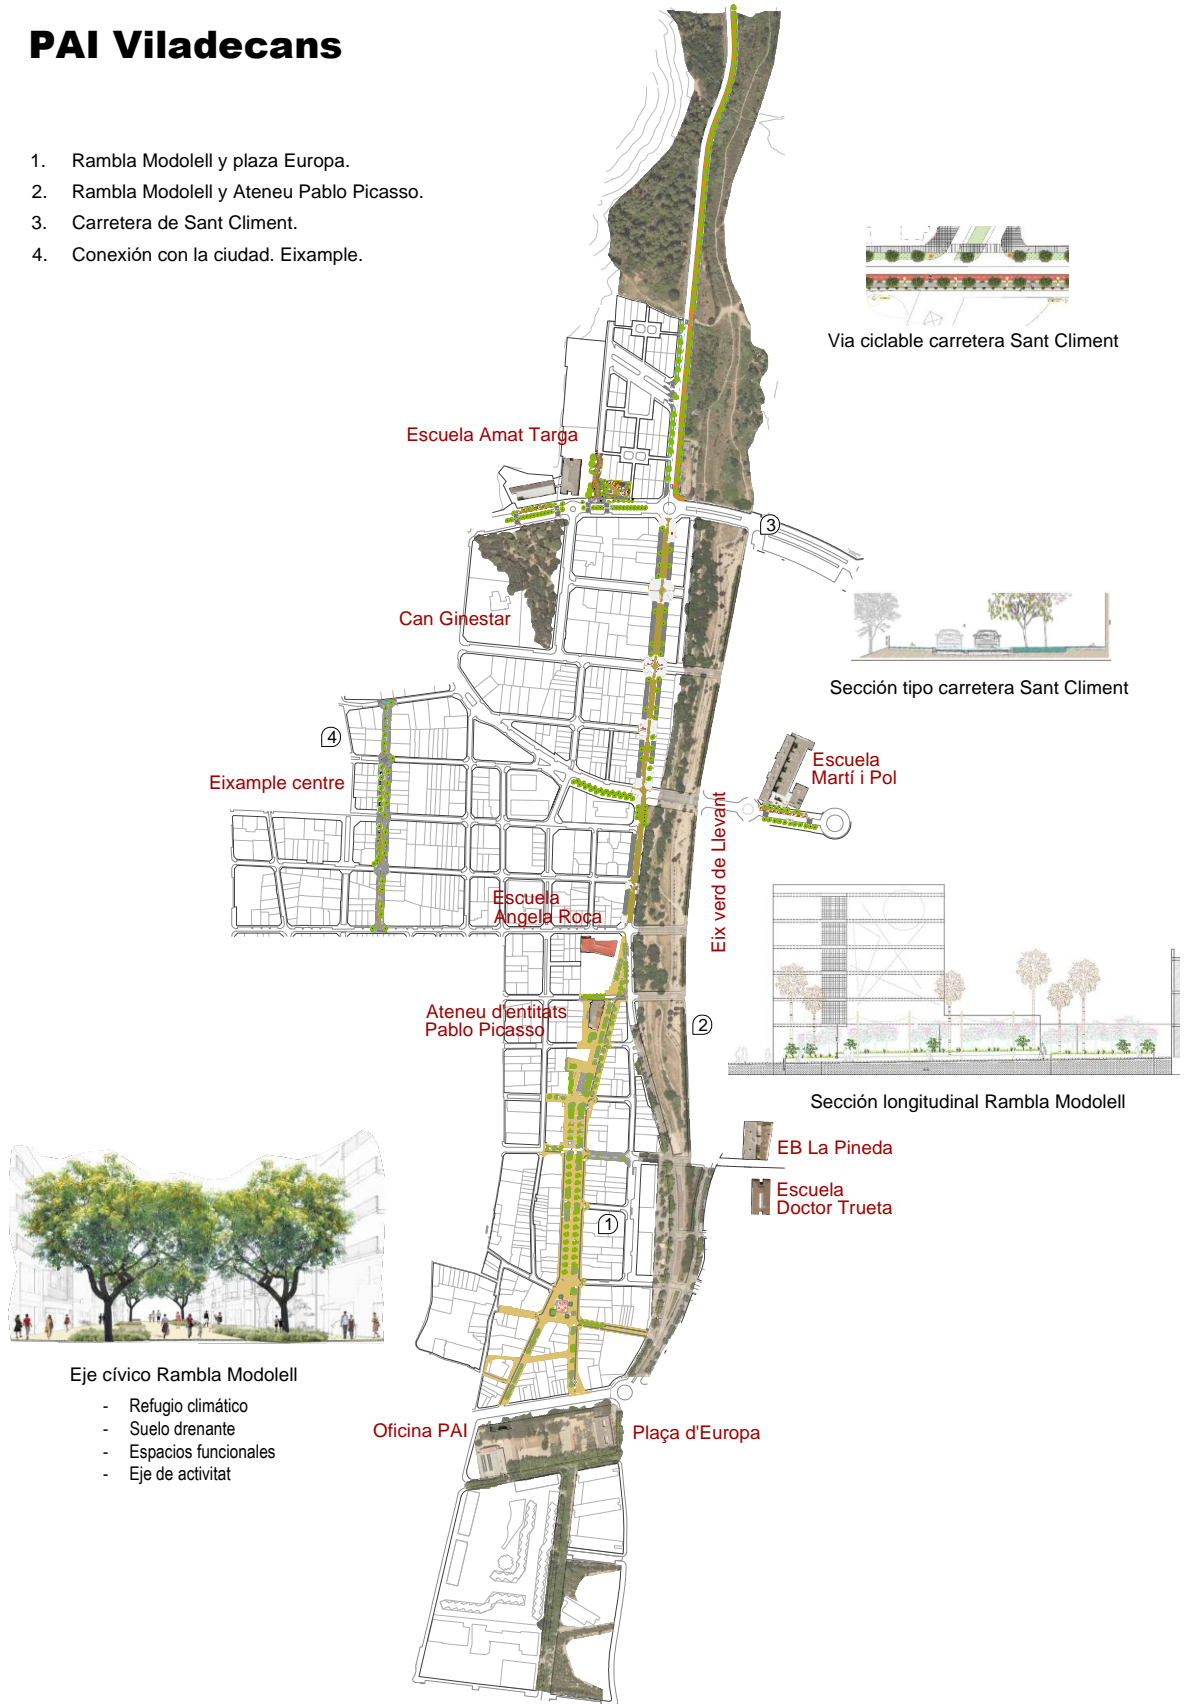 PAI Viladecans
1. Rambla Modolell y plaza Europa.
2. Rambla Modolell y Ateneu Pablo Picasso.
3. Carretera de Sant Climent.
4. Conexión con la ciudad. Eixample.
Via ciclable carretera Sant Climent
Escuela Amat Targa
3
Can Ginestar
Sección tipo carretera Sant Climent
4
Eixample centre
Escuela
Martí i Pol
Eix verd de Llevant
Escuela
Angela Roca
Ateneu d'entitats
Pablo Picasso
2
Sección longitudinal Rambla Modolell
EB La Pineda
Escuela
Doctor Trueta
1
Eje cívico Rambla Modolell
- Refugio climático
- Suelo drenante
- Espacios funcionales
- Eje de activitat
Oficina PAI
Plaça d'Europa